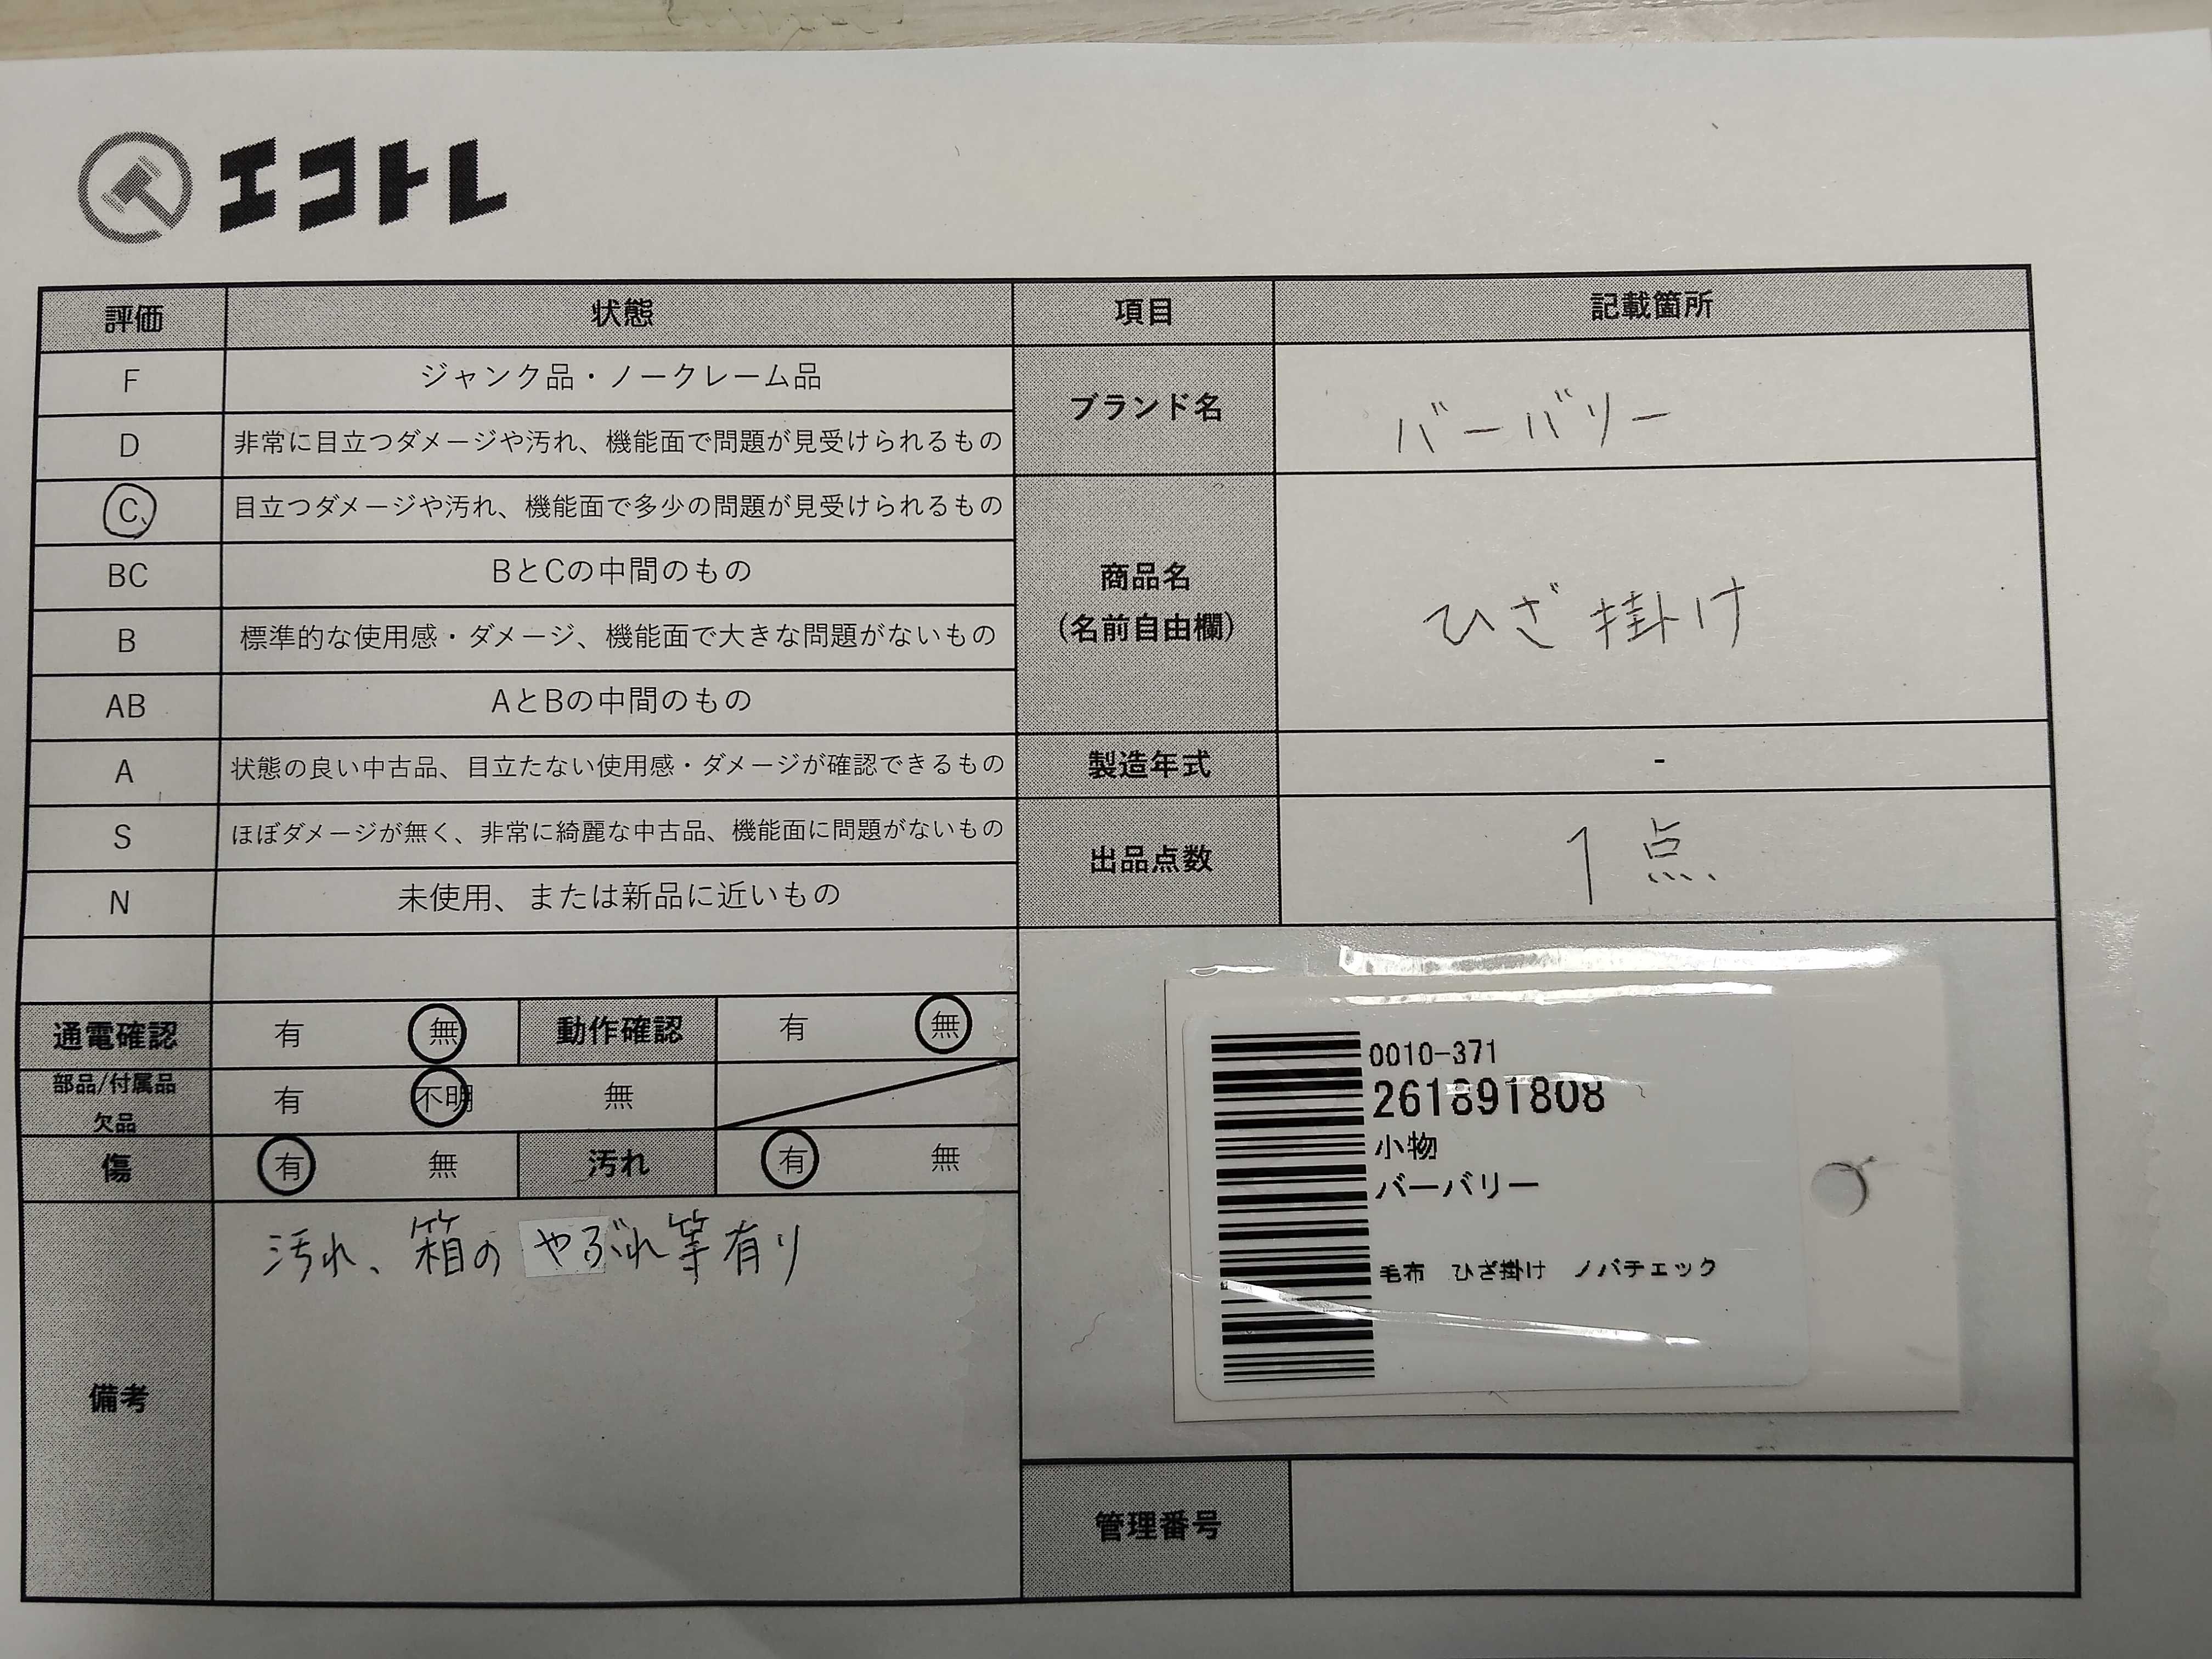 エコトレ
評価 状態 項目 記載箇所
F ジャンク品・ノークレーム品
D 非常に目立つダメージや汚れ、機能面で問題が見受けられるもの
C 目立つダメージや汚れ、機能面で多少の問題が見受けられるもの
BC BとCの中間のもの
B 標準的な使用感・ダメージ、機能面で大きな問題がないもの
AB AとBの中間のもの
A 状態の良い中古品、目立たない使用感・ダメージが確認できるもの
S ほぼダメージが無く、非常に綺麗な中古品、機能面に問題がないもの
N 未使用、または新品に近いもの
ブランド名 バーバリー
商品名
(名前自由欄)
ひざ掛け
製造年式 -
出品点数 1点
通電確認 有 無 動作確認 有 無
部品/付属品
欠品
有 不明 無
傷 有 無 汚れ 有 無
備考
汚れ、箱のやぶれ等有り
0010-371
261891808
小物
バーバリー
毛布 ひざ掛け ノバチェック
管理番号